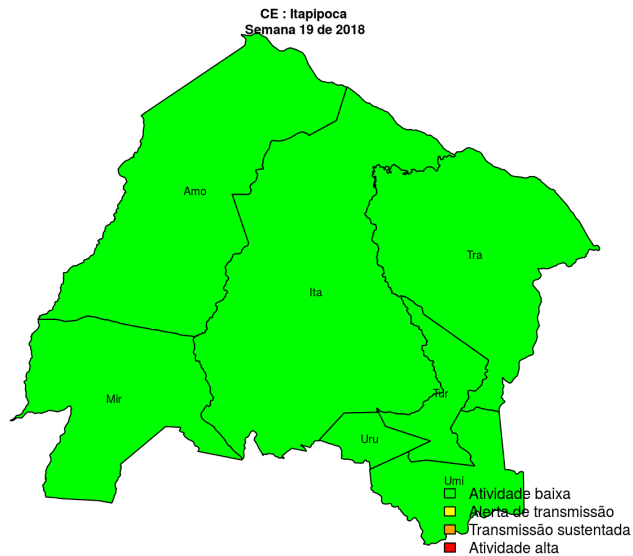 CE : Itapipoca
Semana 19 de 2018
Amo
Tra
Ita
Mir
Tur
Uru
Umi
Atividade baixa
Alerta de transmissão
Transmissão sustentada
Atividade alta